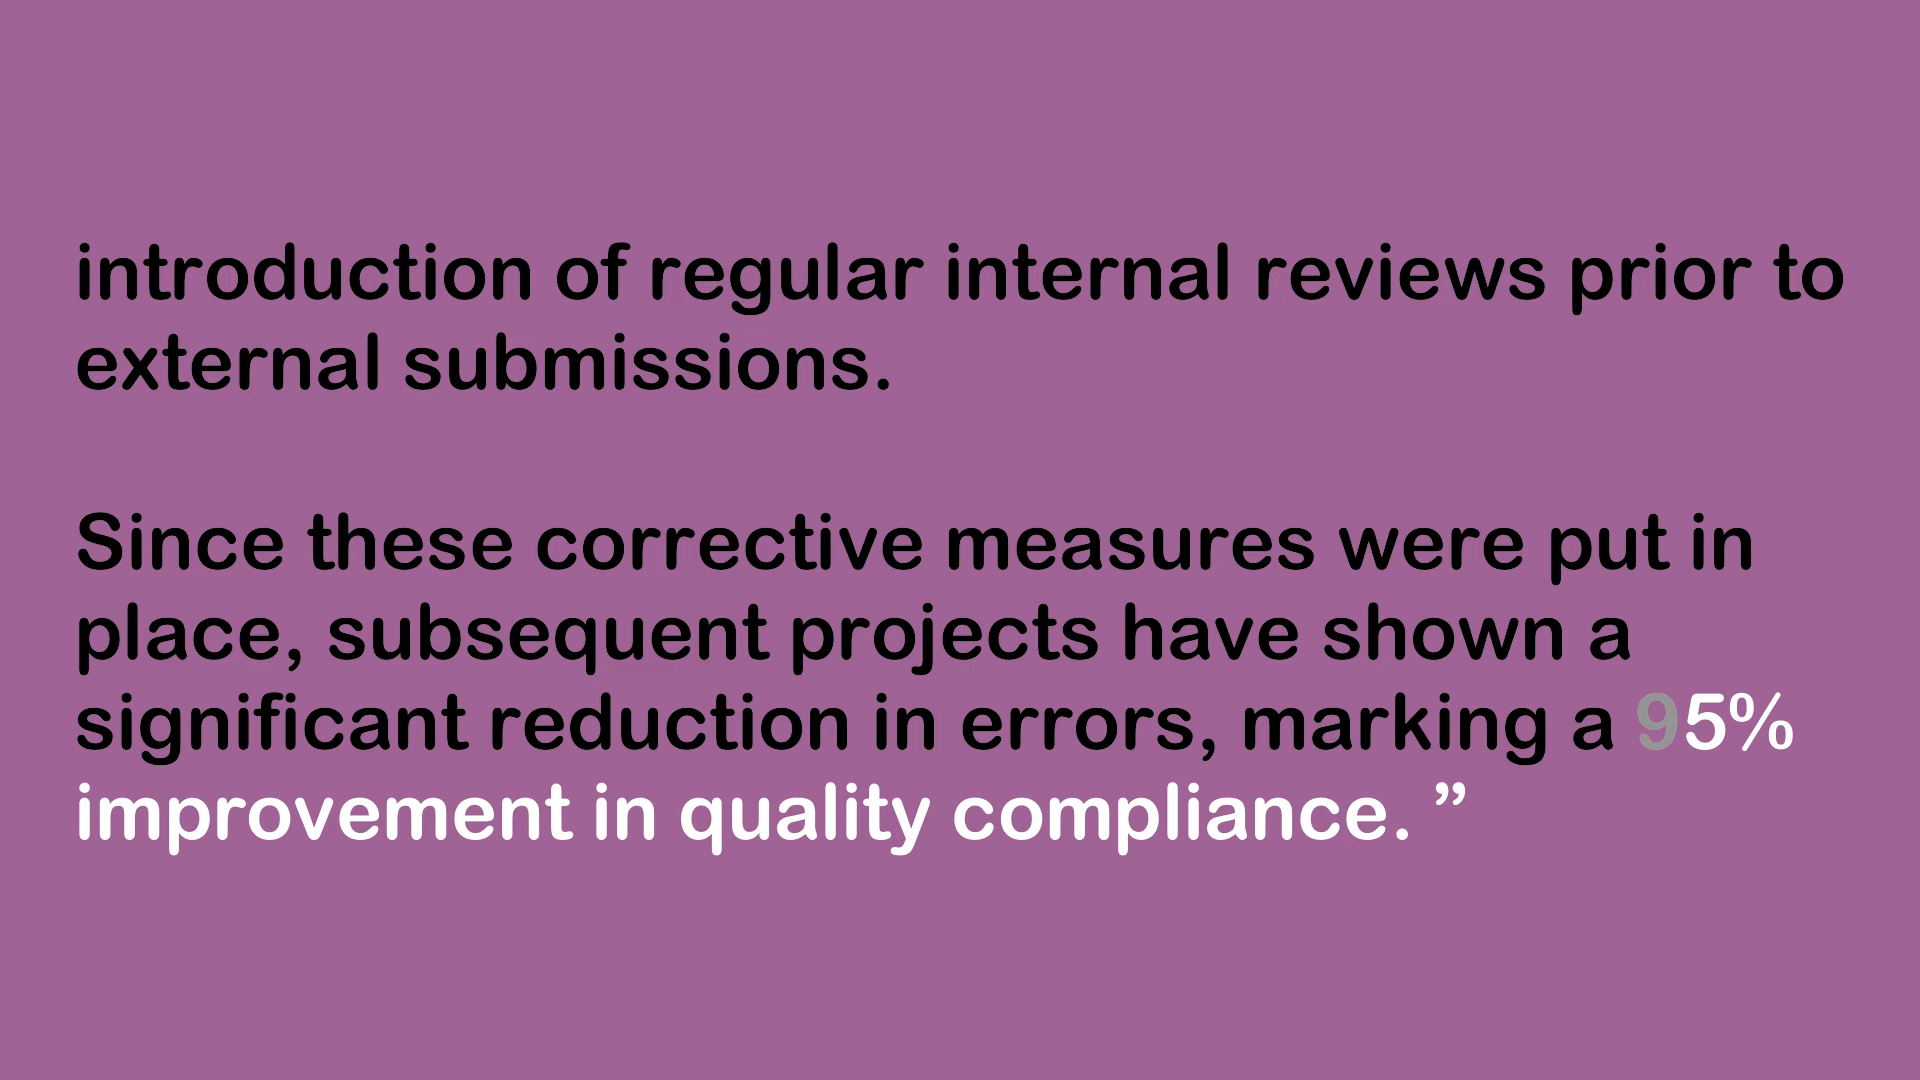 introduction of regular internal reviews prior to
external submissions.
Since these corrective measures were put in
place, subsequent projects have shown a
significant reduction in errors, marking a 95%
improvement in quality compliance. ”